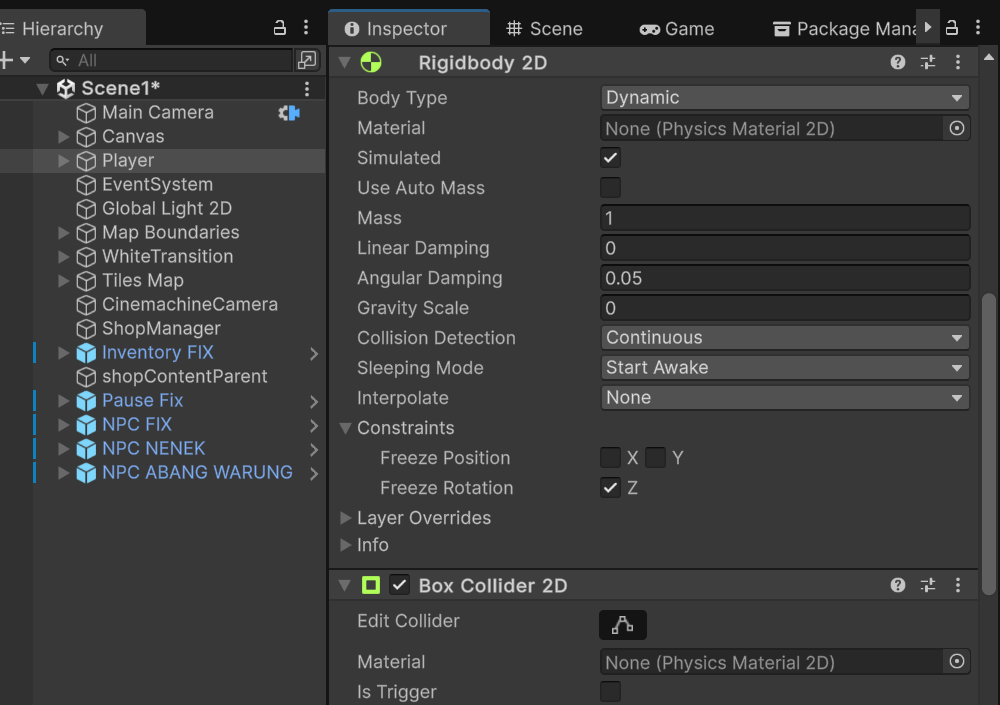 Hierarchy
Inspector
Scene
Game
Package Mana
All
Scene1*
Main Camera
Canvas
Player
EventSystem
Global Light 2D
Map Boundaries
WhiteTransition
Tiles Map
CinemachineCamera
ShopManager
Inventory FIX
shopContentParent
Pause Fix
NPC FIX
NPC NENEK
NPC ABANG WARUNG
Rigidbody 2D
Body Type Dynamic
Material None (Physics Material 2D)
Simulated
Use Auto Mass
Mass 1
Linear Damping 0
Angular Damping 0.05
Gravity Scale 0
Collision Detection Continuous
Sleeping Mode Start Awake
Interpolate None
Constraints
Freeze Position X Y
Freeze Rotation Z
Layer Overrides
Info
Box Collider 2D
Edit Collider
Material None (Physics Material 2D)
Is Trigger